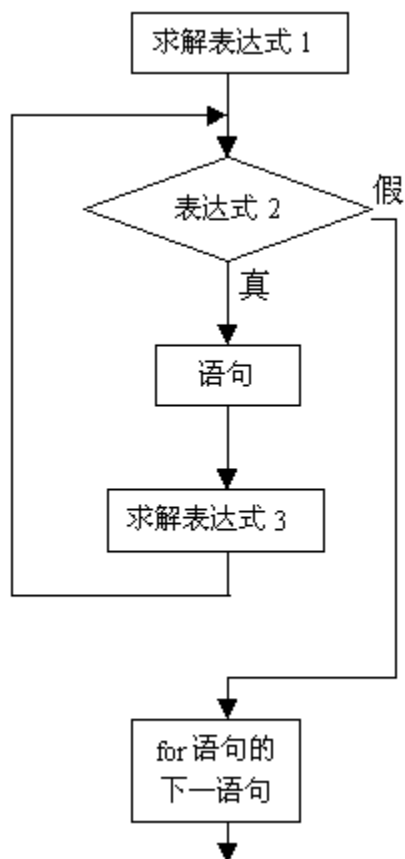 求解表达式 1
表达式 2
假
真
语句
求解表达式 3
for 语句的
下一语句